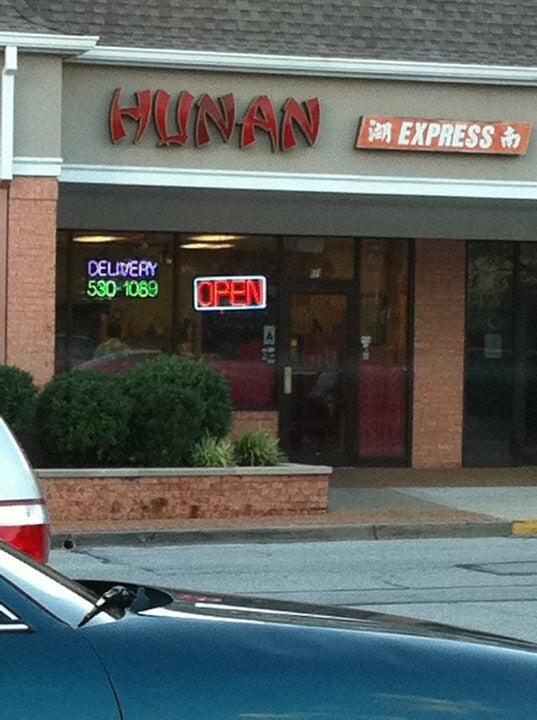 HUNAN
湖 EXPRESS 南
DELIVERY
530-1089
OPEN
A